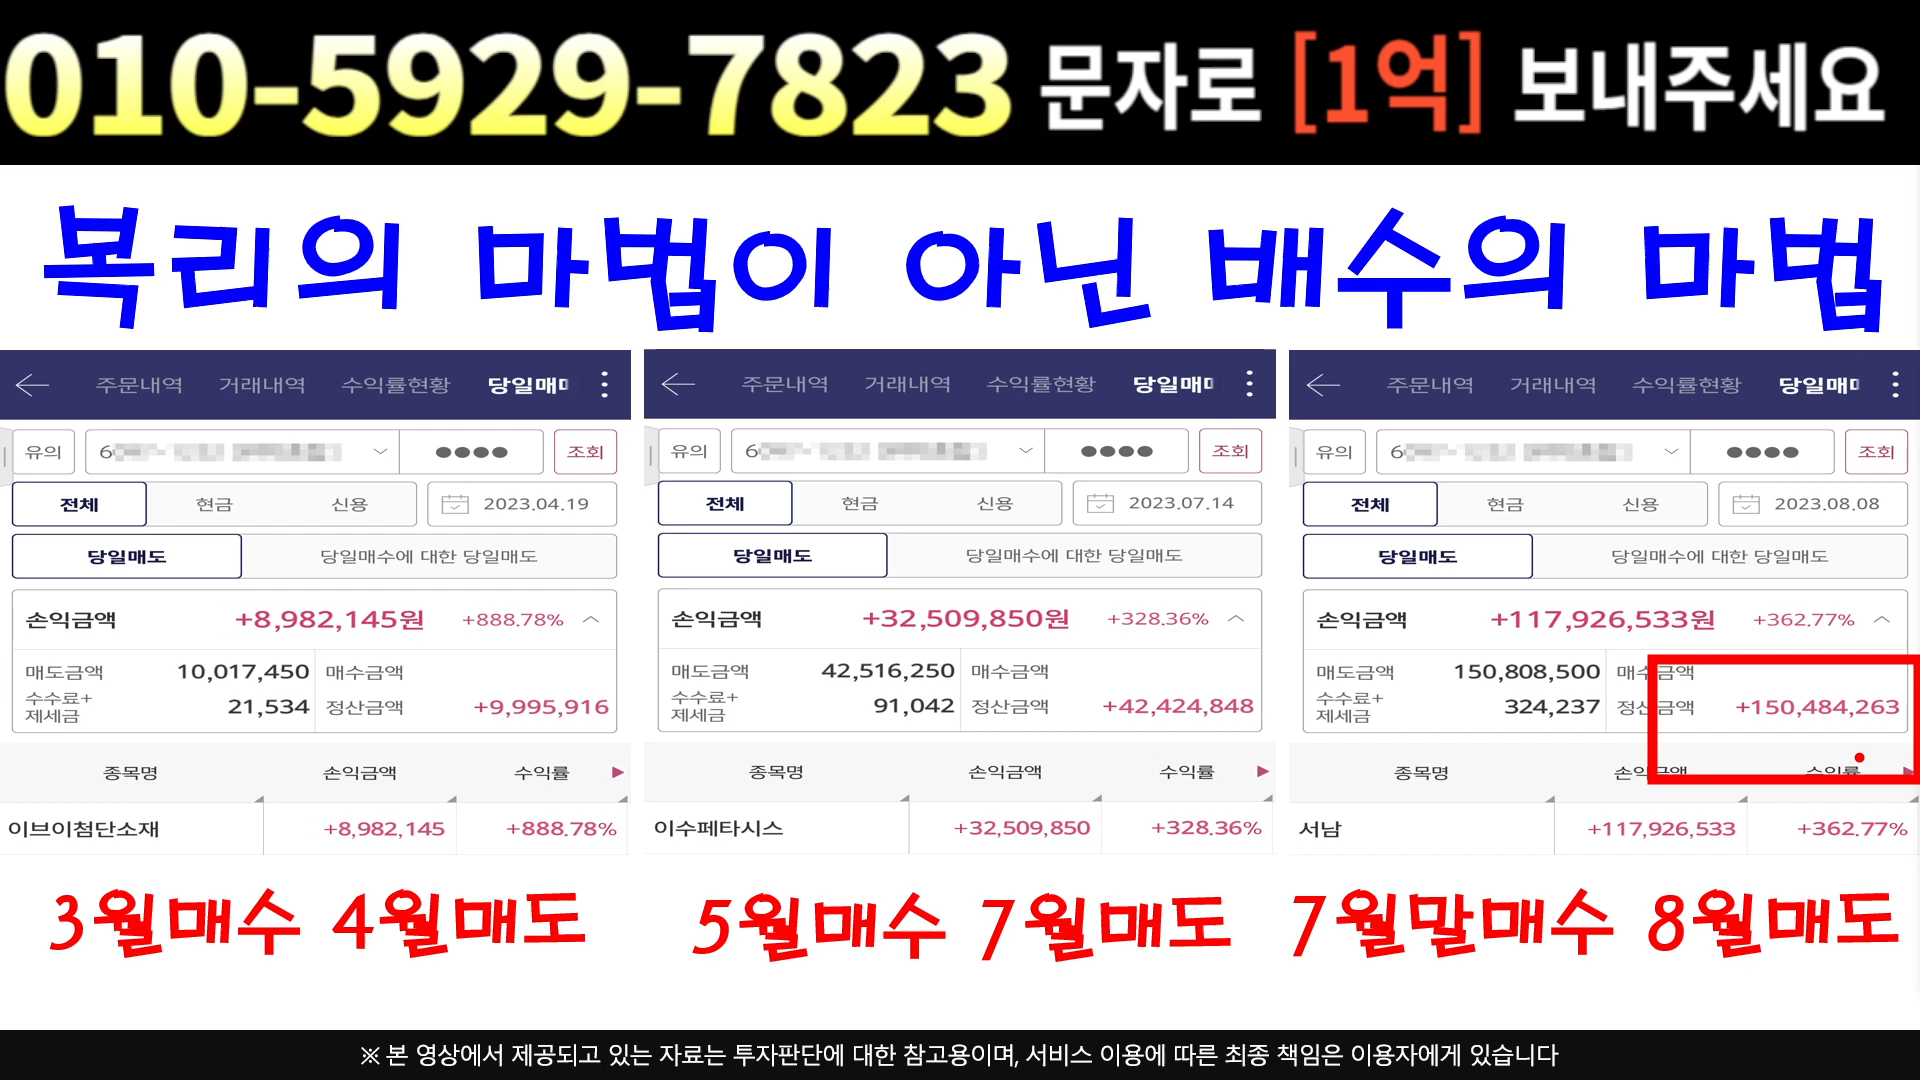 010-5929-7823 문자로 [1억] 보내주세요
복리의 마법이 아닌 배수의 마법
주문내역 거래내역 수익률현황 당일매매
유의 6 ●●●● 조회
전체 현금 신용 2023.04.19
당일매도 당일매수에 대한 당일매도
손익금액 +8,982,145원 +888.78%
매도금액 10,017,450 매수금액
수수료+
제세금 21,534 정산금액 +9,995,916
종목명 손익금액 수익률
이브이첨단소재 +8,982,145 +888.78%
3월매수 4월매도
주문내역 거래내역 수익률현황 당일매매
유의 6 ●●●● 조회
전체 현금 신용 2023.07.14
당일매도 당일매수에 대한 당일매도
손익금액 +32,509,850원 +328.36%
매도금액 42,516,250 매수금액
수수료+
제세금 91,042 정산금액 +42,424,848
종목명 손익금액 수익률
이수페타시스 +32,509,850 +328.36%
5월매수 7월매도
주문내역 거래내역 수익률현황 당일매매
유의 6 ●●●● 조회
전체 현금 신용 2023.08.08
당일매도 당일매수에 대한 당일매도
손익금액 +117,926,533원 +362.77%
매도금액 150,808,500 매수금액
수수료+
제세금 324,237 정산금액 +150,484,263
종목명 손익금액 수익률
서남 +117,926,533 +362.77%
7월말매수 8월매도
※ 본 영상에서 제공되고 있는 자료는 투자판단에 대한 참고용이며, 서비스 이용에 따른 최종 책임은 이용자에게 있습니다